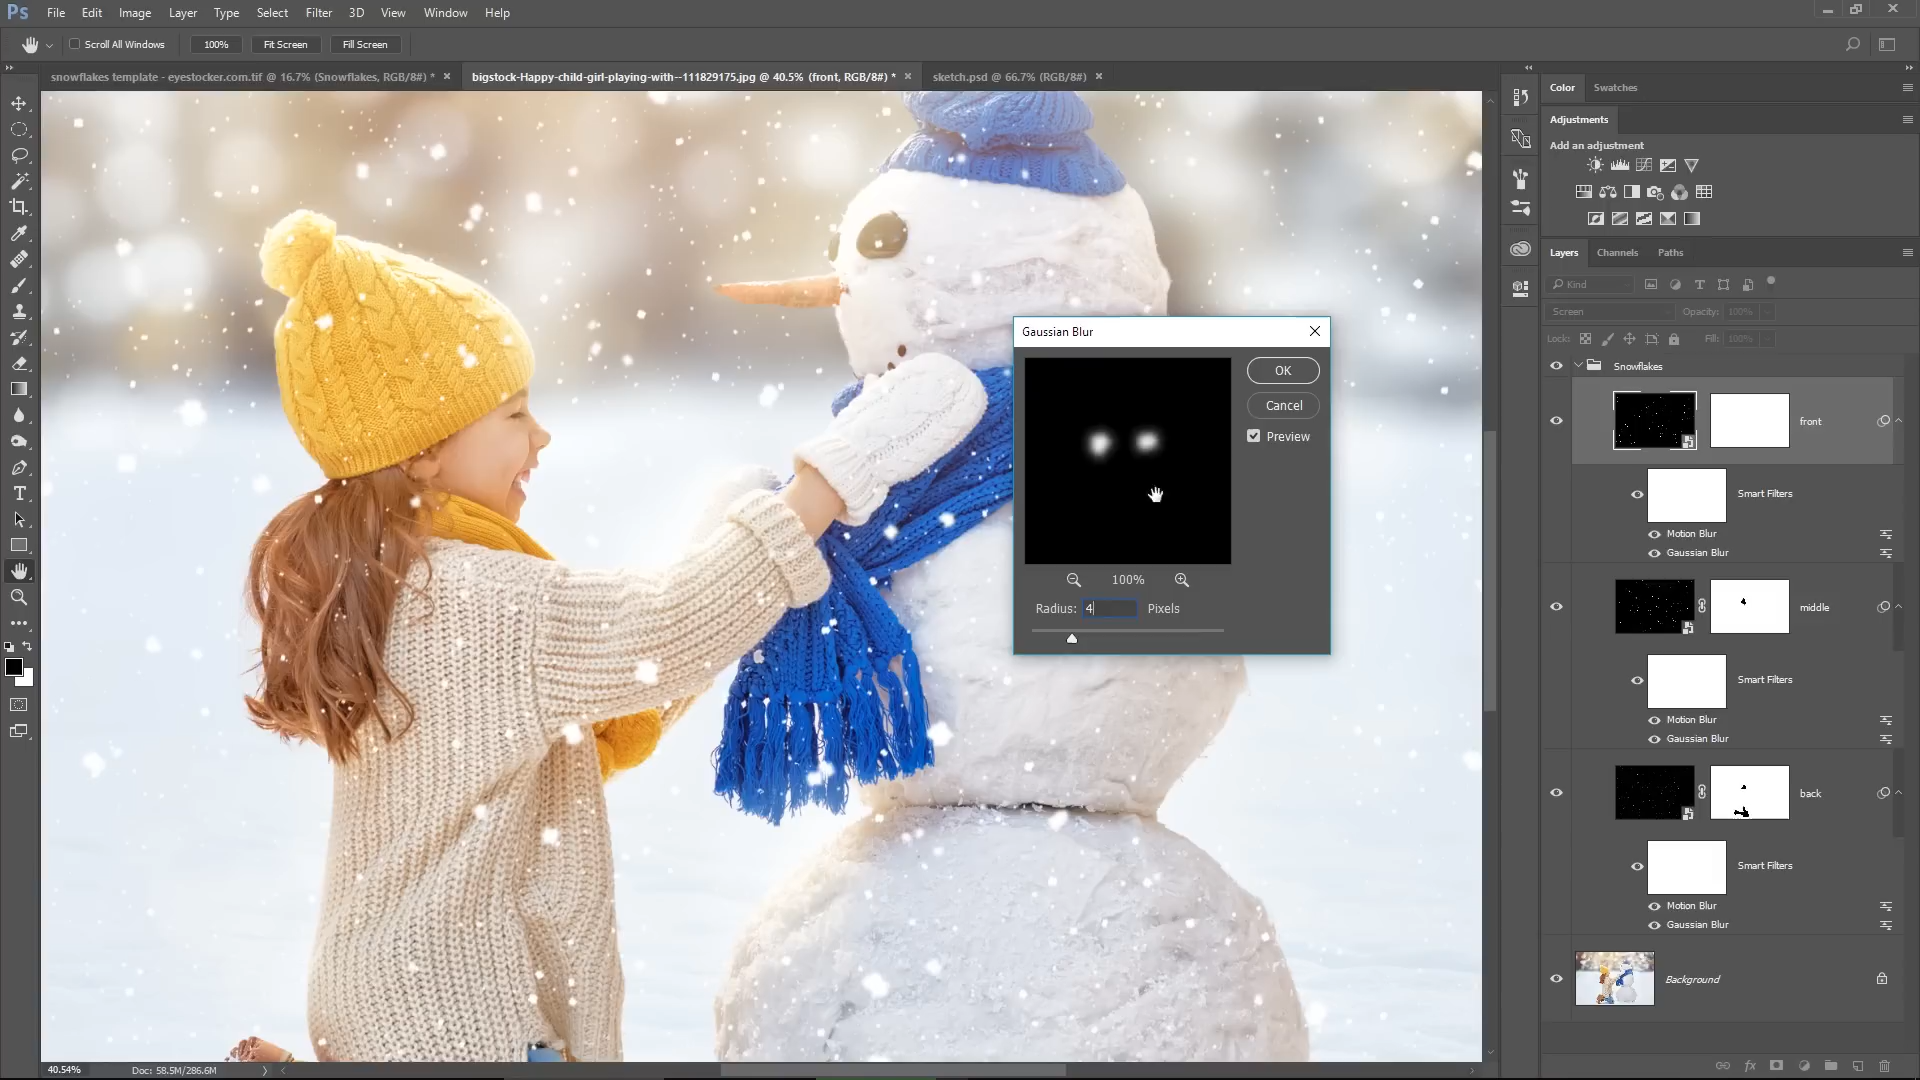 Ps File Edit Image Layer Type Select Filter 3D View Window Help
Scroll All Windows 100% Fit Screen Fill Screen
snowflakes template - eyestocker.com.tif @ 16.7% (Snowflakes, RGB/8#) * × bigstock-Happy-child-girl-playing-with--111829175.jpg @ 40.5% (front, RGB/8#) * × sketch.psd @ 66.7% (RGB/8#) ×
Color Swatches
Adjustments
Add an adjustment
Layers Channels Paths
Kind
Screen Opacity: 100%
Lock: Fill: 100%
Snowflakes
front
Smart Filters
Motion Blur
Gaussian Blur
middle
Smart Filters
Motion Blur
Gaussian Blur
back
Smart Filters
Motion Blur
Gaussian Blur
Background
Gaussian Blur
OK
Cancel
Preview
100%
Radius: 4 Pixels
40.54% Doc: 58.5M/286.6M